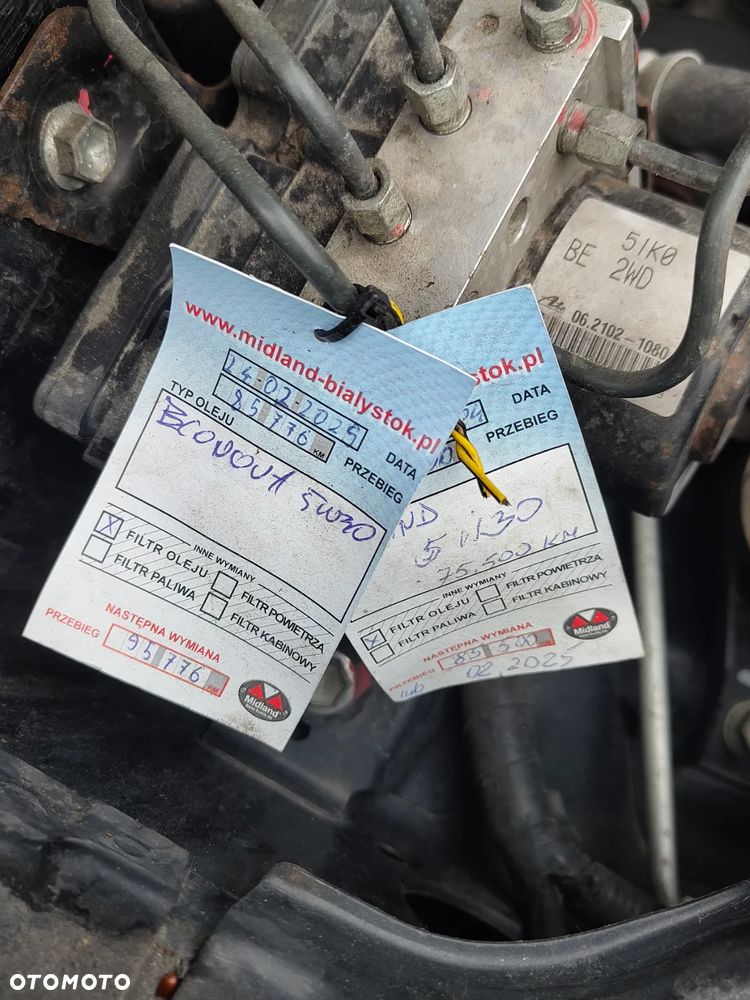 51K0
BE 2WD
06.2102-1080
www.midland-bialystok.pl
24-02-2025 DATA
85 776 KM PRZEBIEG
TYP OLEJU
ECONOVA 5W30
INNE WYMIANY
X FILTR OLEJU FILTR POWIETRZA
FILTR PALIWA FILTR KABINOWY
NASTĘPNA WYMIANA
PRZEBIEG 95 776 KM
Midland
stok.pl
DATA
PRZEBIEG
5W30
75.500 KM
INNE WYMIANY
X FILTR OLEJU FILTR POWIETRZA
FILTR PALIWA FILTR KABINOWY
NASTĘPNA WYMIANA
PRZEBIEG 85 500
lub 02.2025
Midland
OTOMOTO